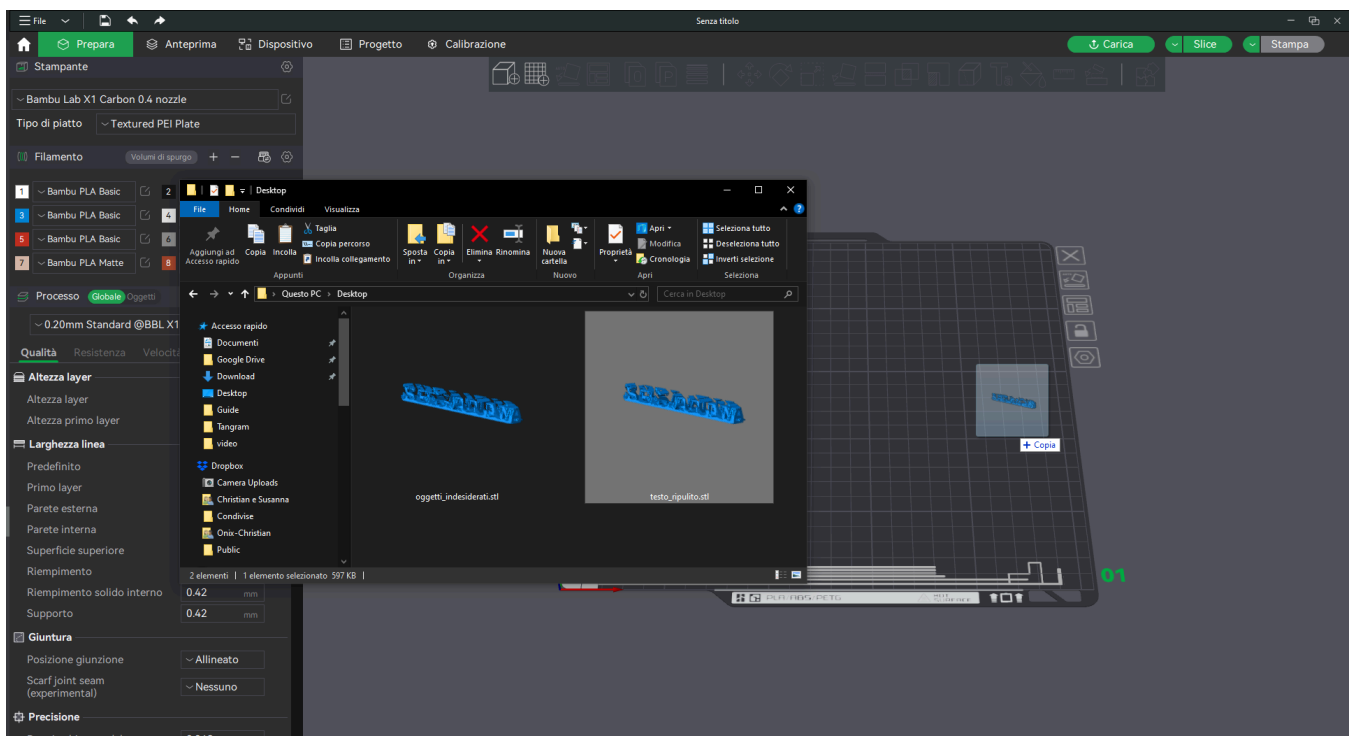 File
Senza titolo
Prepara
Anteprima
Dispositivo
Progetto
Calibrazione
Carica
Slice
Stampa
Stampante
Bambu Lab X1 Carbon 0.4 nozzle
Tipo di piatto
Textured PEI Plate
Filamento
Volumi di spurgo
1 Bambu PLA Basic 2
3 Bambu PLA Basic 4
5 Bambu PLA Basic 6
7 Bambu PLA Matte 8
Processo
Globale
Oggetti
0.20mm Standard @BBL X1
Qualità
Resistenza
Velocità
Altezza layer
Altezza layer
Altezza primo layer
Larghezza linea
Predefinito
Primo layer
Parete esterna
Parete interna
Superficie superiore
Riempimento
Riempimento solido interno 0.42 mm
Supporto 0.42 mm
Giuntura
Posizione giunzione Allineato
Scarf joint seam
(experimental) Nessuno
Precisione
Desktop
File
Home
Condividi
Visualizza
Aggiungi ad
Accesso rapido
Copia
Incolla
Taglia
Copia percorso
Incolla collegamento
Appunti
Sposta
in
Copia
in
Elimina
Rinomina
Organizza
Nuova
cartella
Nuovo
Proprietà
Apri
Modifica
Cronologia
Apri
Seleziona tutto
Deseleziona tutto
Inverti selezione
Seleziona
Questo PC > Desktop
Cerca in Desktop
Accesso rapido
Documenti
Google Drive
Download
Desktop
Guide
Tangram
video
Dropbox
Camera Uploads
Christian e Susanna
Condivise
Onix-Christian
Public
oggetti_indesiderati.stl
testo_ripulito.stl
2 elementi
1 elemento selezionato 597 KB
+ Copia
01
PLA/ABS/PETG